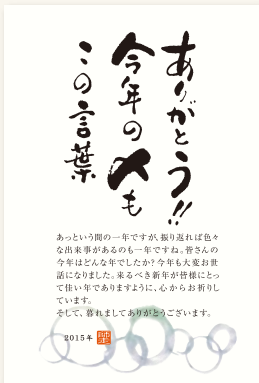 ありがとう!!
今年の〆も
この言葉
あっという間の一年ですが、振り返れば色々
な出来事があるのも一年ですね。皆さんの
今年はどんな年でしたか?今年も大変お世
話になりました。来るべき新年が皆様にとっ
て佳い年でありますように、心からお祈りし
ています。
そして、暮れましてありがとうございます。
2015年